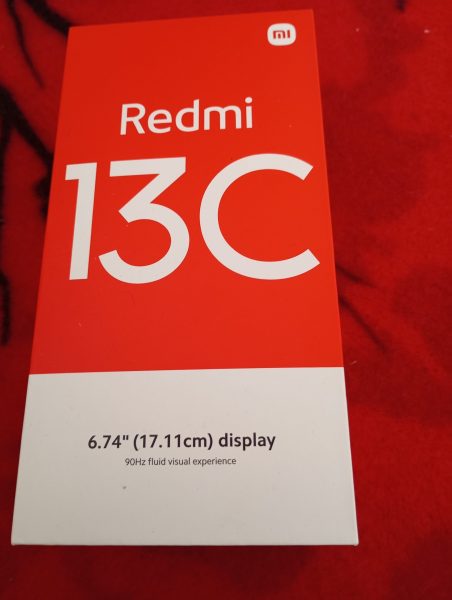 mi
Redmi
13C
6.74" (17.11cm) display
90Hz fluid visual experience